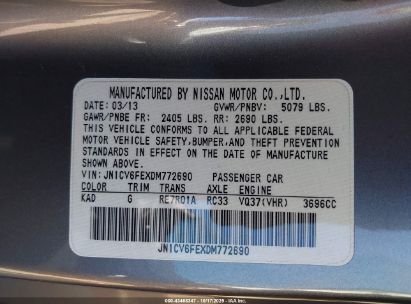 MANUFACTURED BY NISSAN MOTOR CO.,LTD.
DATE: 03/13 GVWR/PNBV: 5079 LBS.
GAWR/PNBE FR: 2405 LBS. RR: 2690 LBS.
THIS VEHICLE CONFORMS TO ALL APPLICABLE FEDERAL
MOTOR VEHICLE SAFETY, BUMPER, AND THEFT PREVENTION
STANDARDS IN EFFECT ON THE DATE OF MANUFACTURE
SHOWN ABOVE.
VIN: JN1CV6FEXDM772690 PASSENGER CAR
COLOR TRIM TRANS AXLE ENGINE
KAD G RE7R01A RC33 VQ37(VHR) 3696CC
JN1CV6FEXDM772690